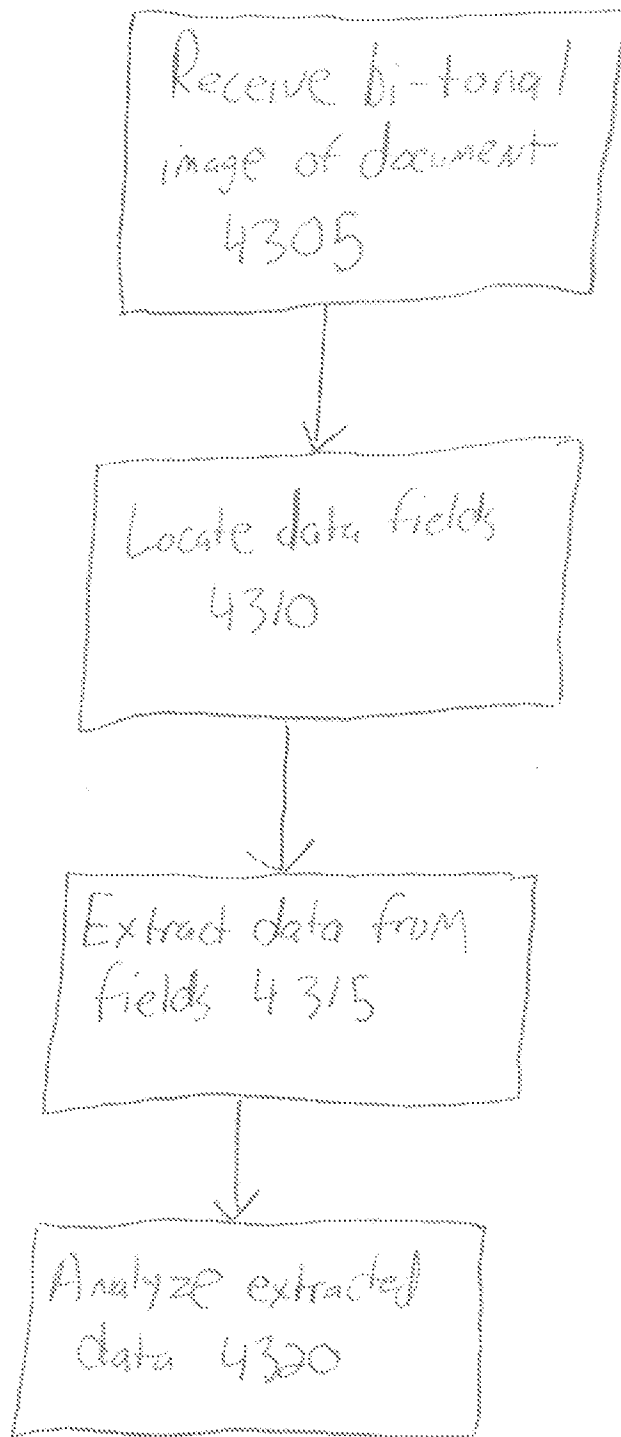 Receive bi-tonal
image of document
4305
Locate data fields
4310
Extract data from
fields 4315
Analyze extracted
data 4320